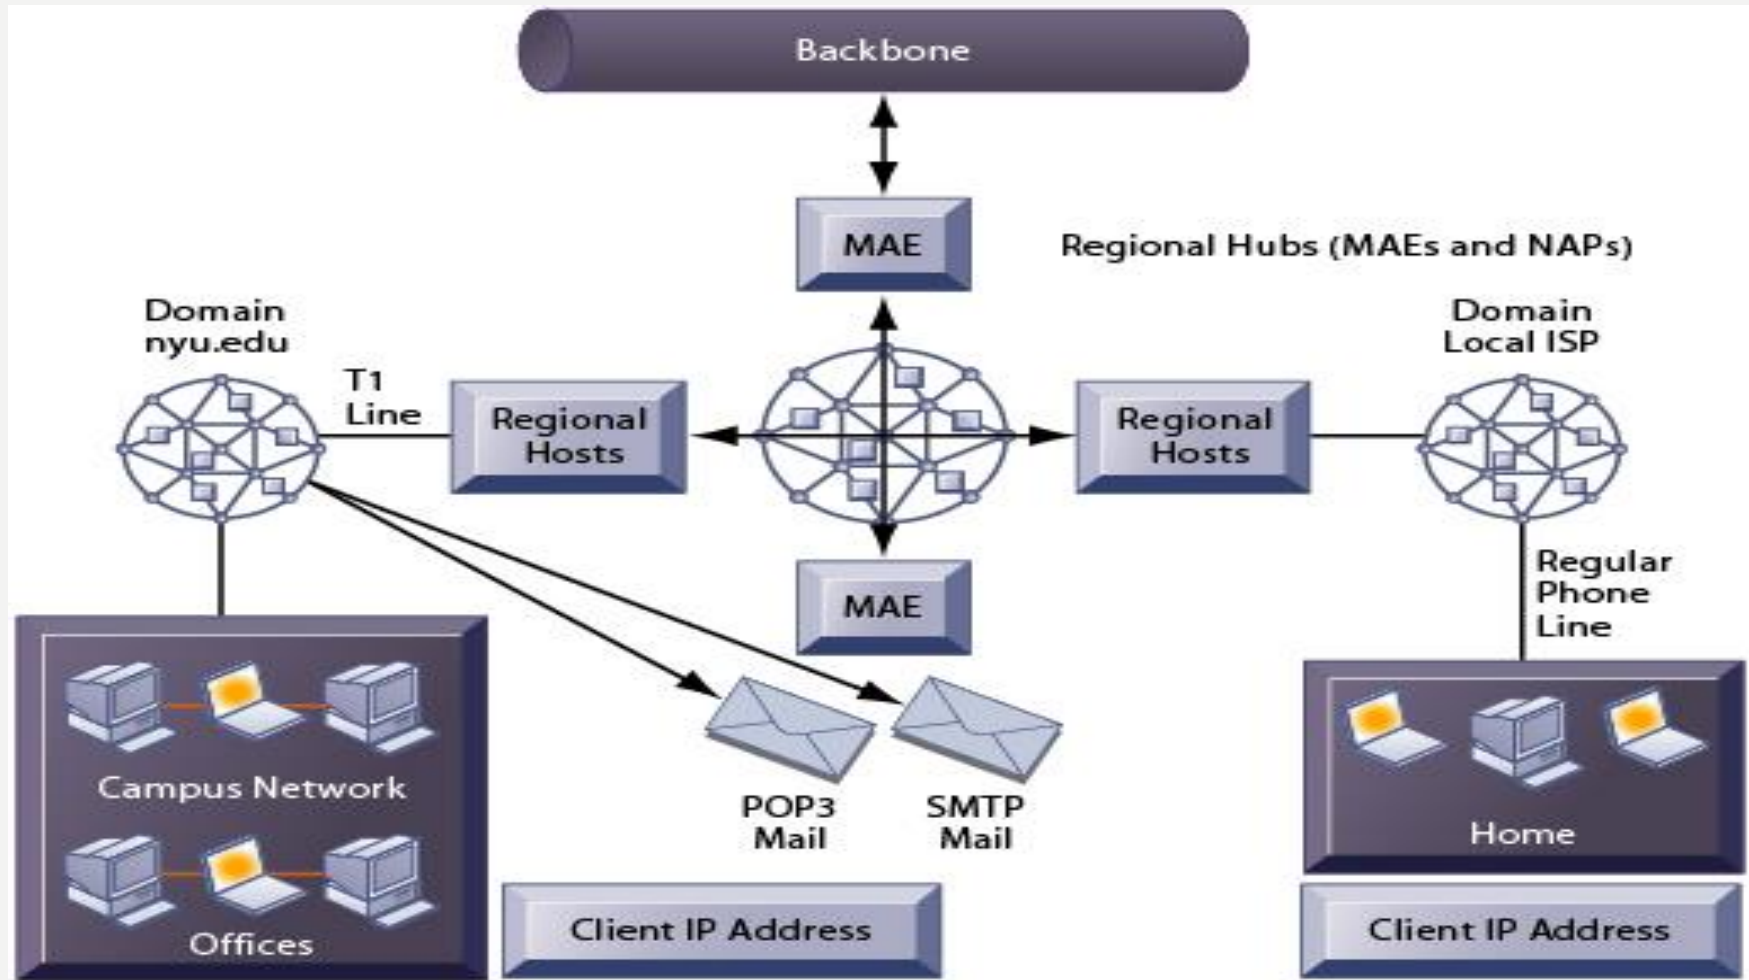 Backbone
MAE
Regional Hubs (MAEs and NAPs)
Domain
nyu.edu
T1
Line
Regional
Hosts
Regional
Hosts
Domain
Local ISP
MAE
Regular
Phone
Line
Campus Network
Offices
POP3
Mail
SMTP
Mail
Home
Client IP Address
Client IP Address